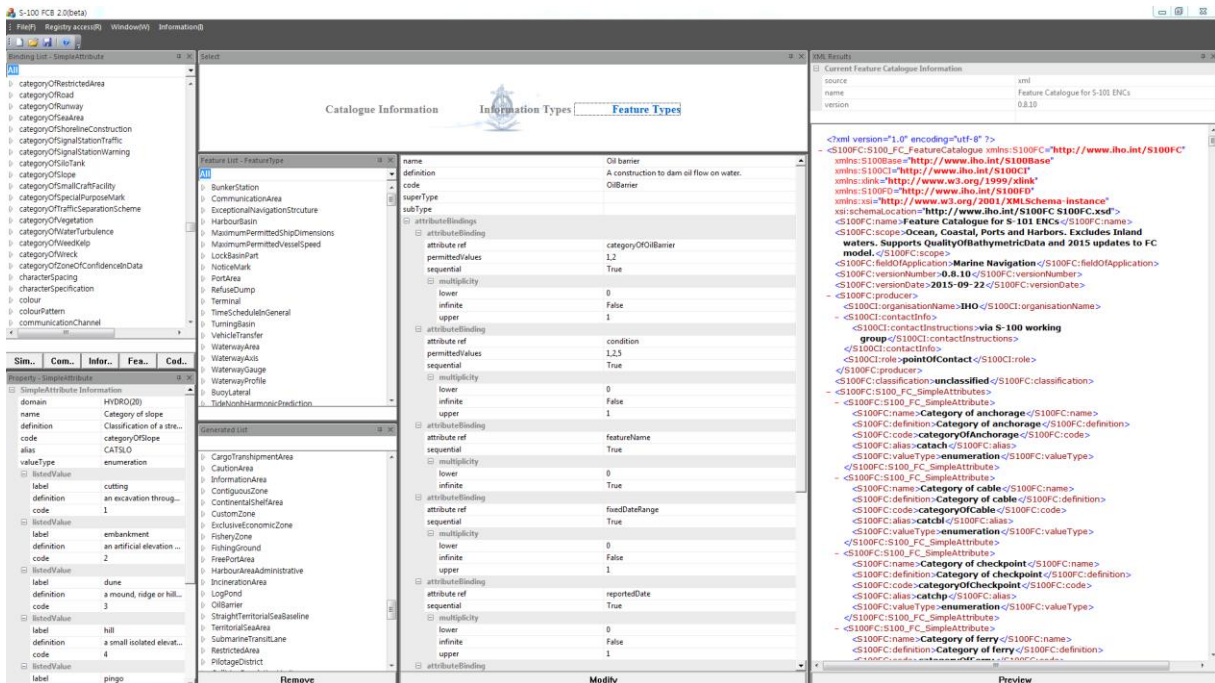 S-100 FCB 2.0(beta)
File(F) Registry access(R) Window(W) Information(I)
Binding List - SimpleAttribute
All
categoryOfRestrictedArea
categoryOfRoad
categoryOfRunway
categoryOfSeaArea
categoryOfShorelineConstruction
categoryOfSignalStationTraffic
categoryOfSignalStationWarning
categoryOfSiloTank
categoryOfSlope
categoryOfSmallCraftFacility
categoryOfSpecialPurposeMark
categoryOfTrafficSeparationScheme
categoryOfVegetation
categoryOfWaterTurbulence
categoryOfWeedKelp
categoryOfWreck
categoryOfZoneOfConfidenceInData
characterSpacing
characterSpecification
colour
colourPattern
communicationChannel
Sim.. Com.. Infor.. Fea.. Cod..
Property - SimpleAttribute
SimpleAttribute Information
domain HYDRO(20)
name Category of slope
definition Classification of a stre...
code categoryOfSlope
alias CATSLO
valueType enumeration
listedValue
label cutting
definition an excavation throug...
code 1
listedValue
label embankment
definition an artificial elevation ...
code 2
listedValue
label dune
definition a mound, ridge or hill...
code 3
listedValue
label hill
definition a small isolated elevat...
code 4
listedValue
label pingo
Select
Catalogue Information Information Types Feature Types
Feature List - FeatureType
All
BunkerStation
CommunicationArea
ExceptionalNavigationStrcuture
HarbourBasin
MaximumPermittedShipDimensions
MaximumPermittedVesselSpeed
LockBasinPart
NoticeMark
PortArea
RefuseDump
Terminal
TimeScheduleInGeneral
TurningBasin
VehicleTransfer
WaterwayArea
WaterwayAxis
WaterwayGauge
WaterwayProfile
BuoyLateral
TideNonhHarmonicPrediction
Generated List
CargoTranshipmentArea
CautionArea
InformationArea
ContiguousZone
ContinentalShelfArea
CustomZone
ExclusiveEconomicZone
FisheryZone
FishingGround
FreePortArea
HarbourAreaAdministrative
IncinerationArea
LogPond
OilBarrier
StraightTerritorialSeaBaseline
TerritorialSeaArea
SubmarineTransitLane
RestrictedArea
PilotageDistrict
Remove
name Oil barrier
definition A construction to dam oil flow on water.
code OilBarrier
superType
subType
attributeBindings
attributeBinding
attribute ref categoryOfOilBarrier
permittedValues 1,2
sequential True
multiplicity
lower 0
infinite False
upper 1
attributeBinding
attribute ref condition
permittedValues 1,2,5
sequential True
multiplicity
lower 0
infinite False
upper 1
attributeBinding
attribute ref featureName
sequential True
multiplicity
lower 0
infinite True
attributeBinding
attribute ref fixedDateRange
sequential True
multiplicity
lower 0
infinite False
upper 1
attributeBinding
attribute ref reportedDate
sequential True
multiplicity
lower 0
infinite False
upper 1
attributeBinding
Modify
XML Results
Current Feature Catalogue Information
source xml
name Feature Catalogue for S-101 ENCs
version 0.8.10
<?xml version="1.0" encoding="utf-8" ?>
- <S100FC:S100_FC_FeatureCatalogue xmlns:S100FC="http://www.iho.int/S100FC"
xmlns:S100Base="http://www.iho.int/S100Base"
xmlns:S100CI="http://www.iho.int/S100CI"
xmlns:xlink="http://www.w3.org/1999/xlink"
xmlns:S100FD="http://www.iho.int/S100FD"
xmlns:xsi="http://www.w3.org/2001/XMLSchema-instance"
xsi:schemaLocation="http://www.iho.int/S100FC S100FC.xsd">
<S100FC:name>Feature Catalogue for S-101 ENCs</S100FC:name>
<S100FC:scope>Ocean, Coastal, Ports and Harbors. Excludes Inland
waters. Supports QualityOfBathymetricData and 2015 updates to FC
model.</S100FC:scope>
<S100FC:fieldOfApplication>Marine Navigation</S100FC:fieldOfApplication>
<S100FC:versionNumber>0.8.10</S100FC:versionNumber>
<S100FC:versionDate>2015-09-22</S100FC:versionDate>
- <S100FC:producer>
<S100CI:organisationName>IHO</S100CI:organisationName>
- <S100CI:contactInfo>
<S100CI:contactInstructions>via S-100 working
group</S100CI:contactInstructions>
</S100CI:contactInfo>
<S100CI:role>pointOfContact</S100CI:role>
</S100FC:producer>
<S100FC:classification>unclassified</S100FC:classification>
- <S100FC:S100_FC_SimpleAttributes>
- <S100FC:S100_FC_SimpleAttribute>
<S100FC:name>Category of anchorage</S100FC:name>
<S100FC:definition>Category of anchorage</S100FC:definition>
<S100FC:code>categoryOfAnchorage</S100FC:code>
<S100FC:alias>catach</S100FC:alias>
<S100FC:valueType>enumeration</S100FC:valueType>
</S100FC:S100_FC_SimpleAttribute>
- <S100FC:S100_FC_SimpleAttribute>
<S100FC:name>Category of cable</S100FC:name>
<S100FC:definition>Category of cable</S100FC:definition>
<S100FC:code>categoryOfCable</S100FC:code>
<S100FC:alias>catcbl</S100FC:alias>
<S100FC:valueType>enumeration</S100FC:valueType>
</S100FC:S100_FC_SimpleAttribute>
- <S100FC:S100_FC_SimpleAttribute>
<S100FC:name>Category of checkpoint</S100FC:name>
<S100FC:definition>Category of checkpoint</S100FC:definition>
<S100FC:code>categoryOfCheckpoint</S100FC:code>
<S100FC:alias>catchp</S100FC:alias>
<S100FC:valueType>enumeration</S100FC:valueType>
</S100FC:S100_FC_SimpleAttribute>
- <S100FC:S100_FC_SimpleAttribute>
<S100FC:name>Category of ferry</S100FC:name>
<S100FC:definition>Category of ferry</S100FC:definition>
Preview